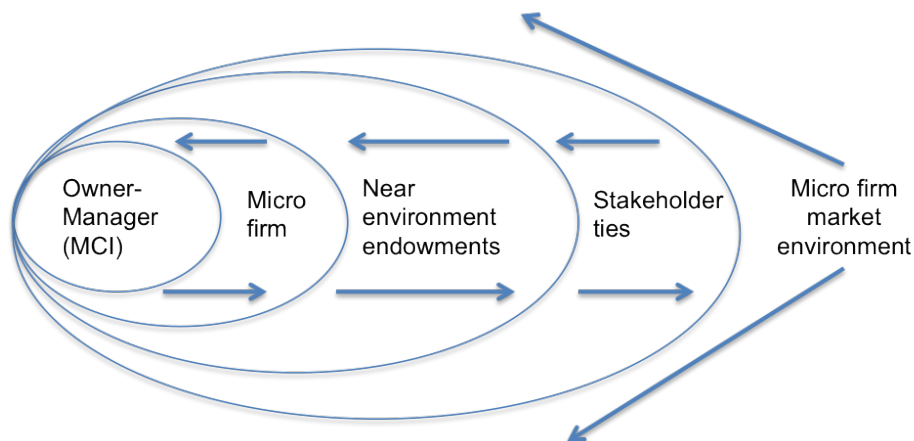 Owner-
Manager
(MCI)
Micro
firm
Near
environment
endowments
Stakeholder
ties
Micro firm
market
environment